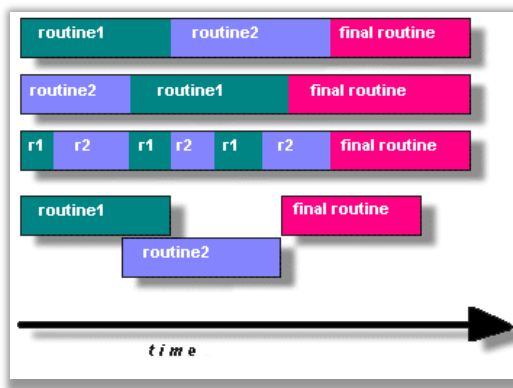 routine1 routine2 final routine
routine2 routine1 final routine
r1 r2 r1 r2 r1 r2 final routine
routine1 final routine
routine2
time